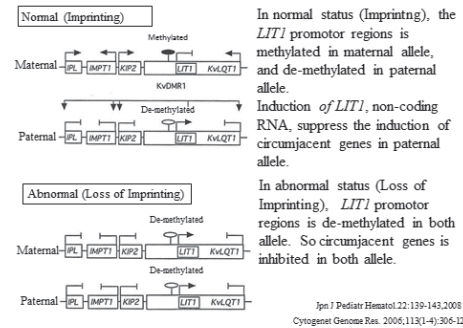 Normal (Imprinting)
Methylated
Maternal
IPL
IMPT1
KIP2
LIT1
KvLQT1
KvDMR1
De-methylated
Paternal
IPL
IMPT1
KIP2
LIT1
KvLQT1
In normal status (Imprintng), the
LIT1 promotor regions is
methylated in maternal allele,
and de-methylated in paternal
allele.
Induction of LIT1, non-coding
RNA, suppress the induction of
circumjacent genes in paternal
allele.
Abnormal (Loss of Imprinting)
De-methylated
Maternal
IPL
IMPT1
KIP2
LIT1
KvLQT1
De-methylated
Paternal
IPL
IMPT1
KIP2
LIT1
KvLQT1
In abnormal status (Loss of
Imprinting), LIT1 promotor
regions is de-methylated in both
allele. So circumjacent genes is
inhibited in both allele.
Jpn J Pediatr Hematol.22:139-143,2008
Cytogenet Genome Res. 2006;113(1-4):306-12